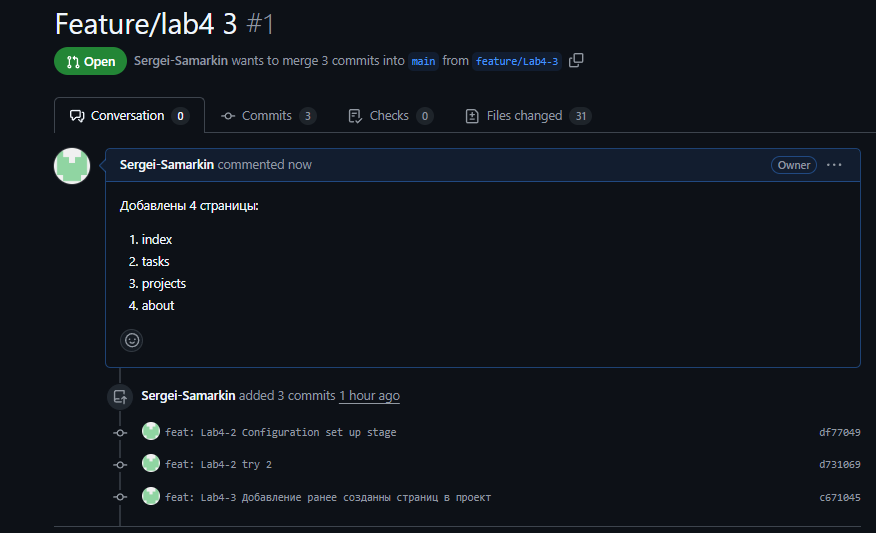 Feature/lab4 3 #1
Open Sergei-Samarkin wants to merge 3 commits into main from feature/Lab4-3
Conversation 0 Commits 3 Checks 0 Files changed 31
Sergei-Samarkin commented now Owner
Добавлены 4 страницы:
1. index
2. tasks
3. projects
4. about
Sergei-Samarkin added 3 commits 1 hour ago
feat: Lab4-2 Configuration set up stage df77049
feat: Lab4-2 try 2 d731069
feat: Lab4-3 Добавление ранее созданны страниц в проект c671045